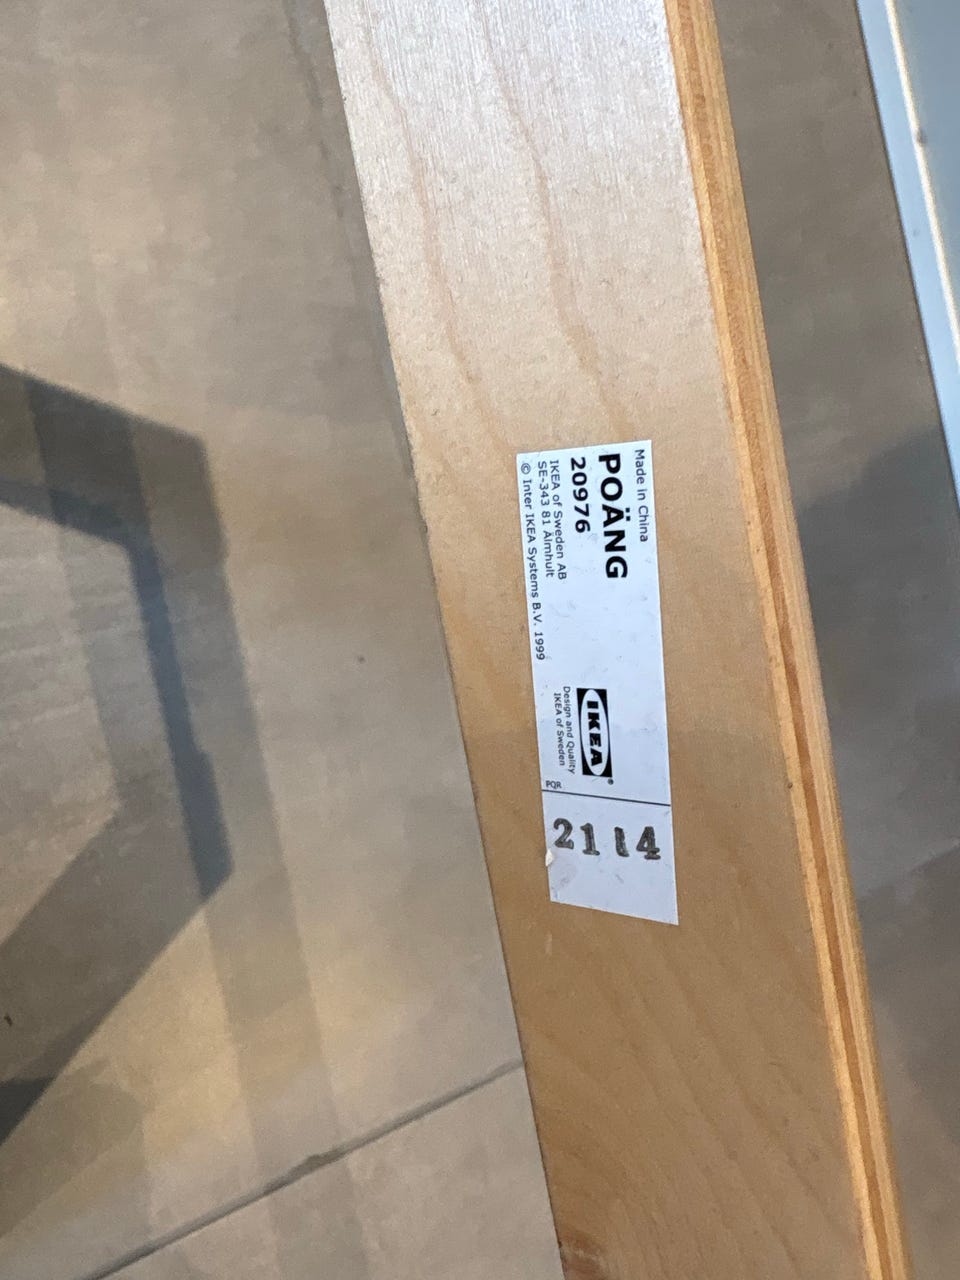 Made in China
POÄNG
20976
IKEA of Sweden AB
SE-343 81 Älmhult
© Inter IKEA Systems B.V. 1999
IKEA®
Design and Quality
IKEA of Sweden
PQR
2114